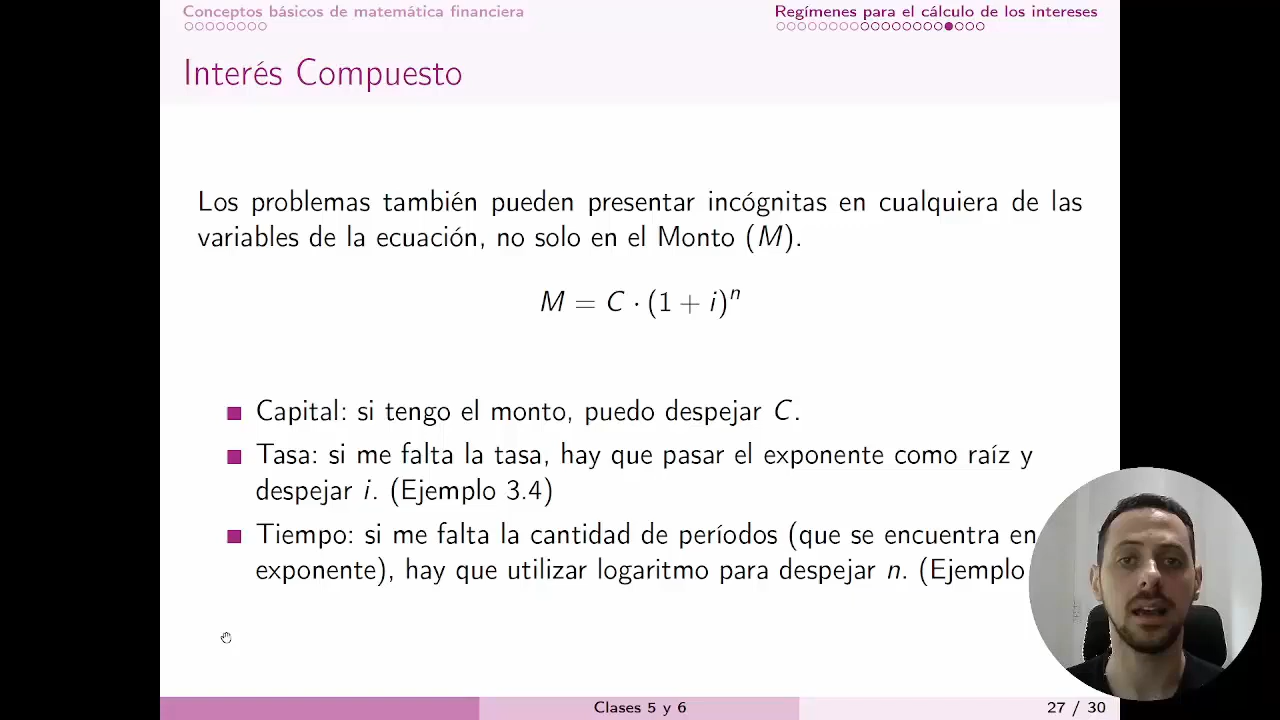 Conceptos básicos de matemática financiera
Regímenes para el cálculo de los intereses
Interés Compuesto
Los problemas también pueden presentar incógnitas en cualquiera de las
variables de la ecuación, no solo en el Monto (M).
M = C · (1 + i)ⁿ
Capital: si tengo el monto, puedo despejar C.
Tasa: si me falta la tasa, hay que pasar el exponente como raíz y
despejar i. (Ejemplo 3.4)
Tiempo: si me falta la cantidad de períodos (que se encuentra en
exponente), hay que utilizar logaritmo para despejar n. (Ejemplo
Clases 5 y 6
27 / 30